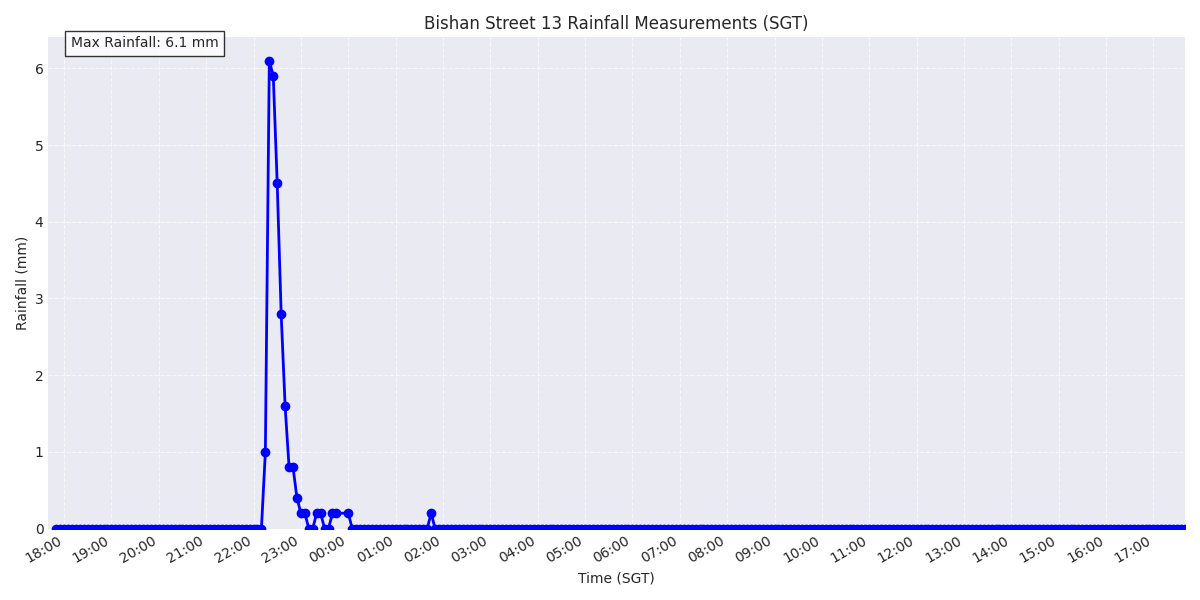 Bishan Street 13 Rainfall Measurements (SGT)
Max Rainfall: 6.1 mm
Rainfall (mm)
6
5
4
3
2
1
0
18:00 19:00 20:00 21:00 22:00 23:00 00:00 01:00 02:00 03:00 04:00 05:00 06:00 07:00 08:00 09:00 10:00 11:00 12:00 13:00 14:00 15:00 16:00 17:00
Time (SGT)